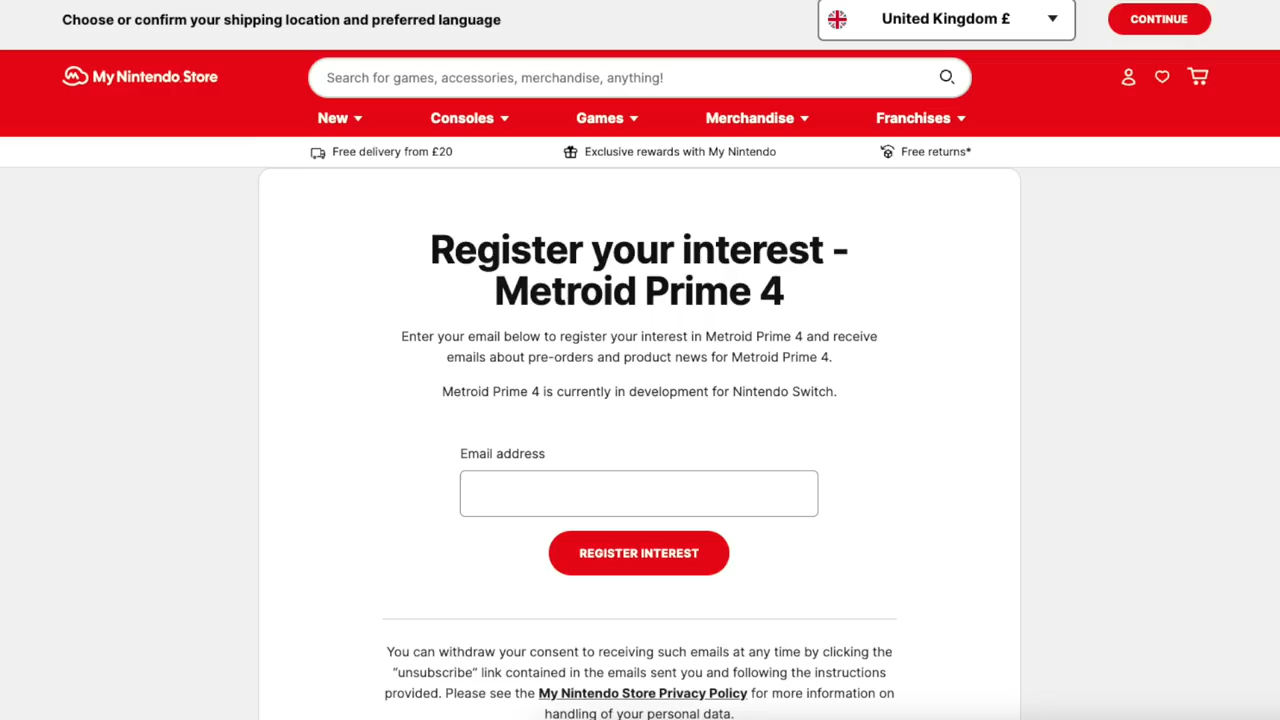 Choose or confirm your shipping location and preferred language
United Kingdom £
CONTINUE
My Nintendo Store
Search for games, accessories, merchandise, anything!
New
Consoles
Games
Merchandise
Franchises
Free delivery from £20
Exclusive rewards with My Nintendo
Free returns*
Register your interest -
Metroid Prime 4
Enter your email below to register your interest in Metroid Prime 4 and receive
emails about pre-orders and product news for Metroid Prime 4.
Metroid Prime 4 is currently in development for Nintendo Switch.
Email address
REGISTER INTEREST
You can withdraw your consent to receiving such emails at any time by clicking the
“unsubscribe” link contained in the emails sent you and following the instructions
provided. Please see the My Nintendo Store Privacy Policy for more information on
handling of your personal data.